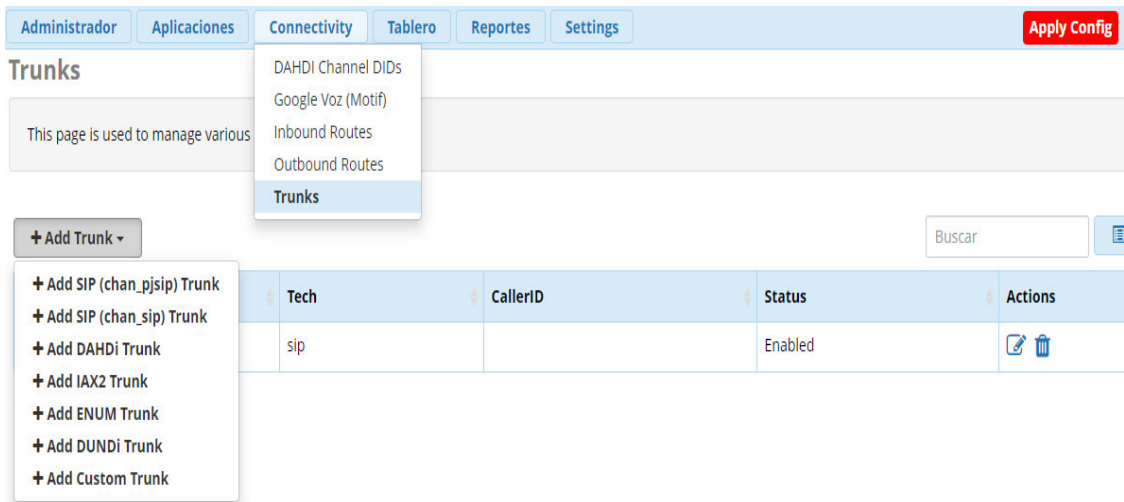 Administrador Aplicaciones Connectivity Tablero Reportes Settings Apply Config
Trunks
DAHDI Channel DIDs
Google Voz (Motif)
Inbound Routes
Outbound Routes
Trunks
This page is used to manage various
+ Add Trunk
Buscar
+ Add SIP (chan_pjsip) Trunk
+ Add SIP (chan_sip) Trunk
+ Add DAHDi Trunk
+ Add IAX2 Trunk
+ Add ENUM Trunk
+ Add DUNDi Trunk
+ Add Custom Trunk
Tech CallerID Status Actions
sip Enabled